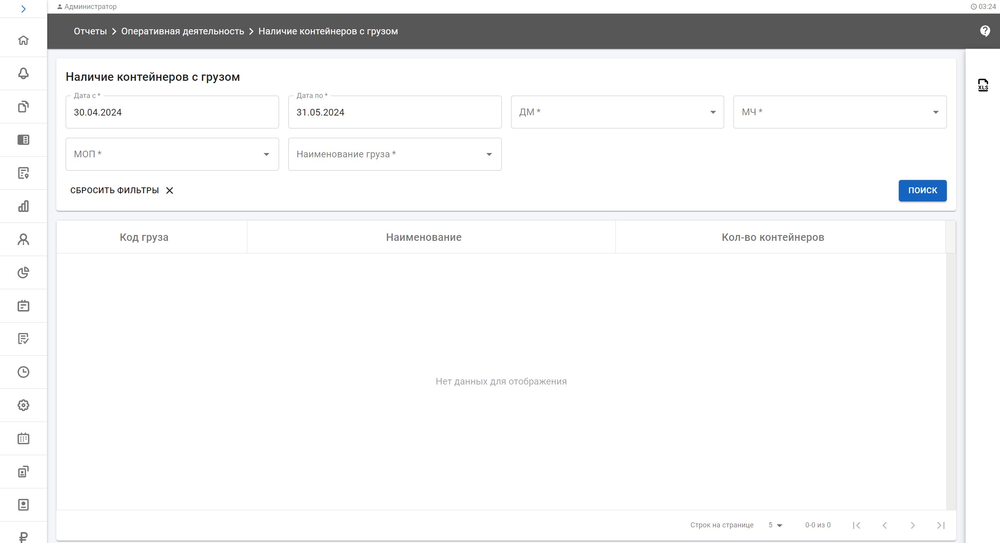 Администратор
03:24
Отчеты
Оперативная деятельность
Наличие контейнеров с грузом
XLS
Наличие контейнеров с грузом
Дата с *
30.04.2024
Дата по *
31.05.2024
ДМ *
МЧ *
МОП *
Наименование груза *
СБРОСИТЬ ФИЛЬТРЫ
ПОИСК
Код груза
Наименование
Кол-во контейнеров
Нет данных для отображения
Строк на странице
5
0-0 из 0